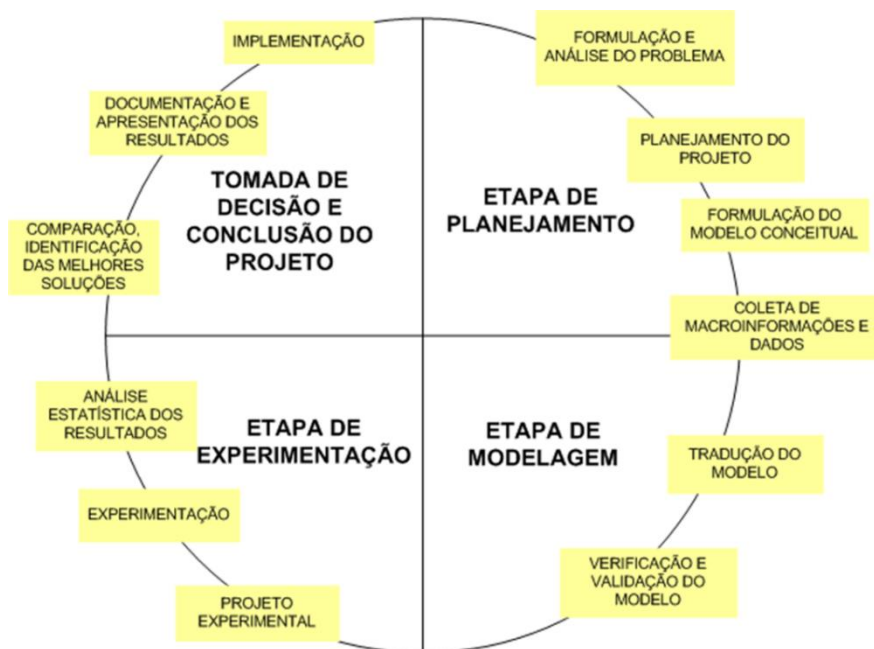 IMPLEMENTAÇÃO
DOCUMENTAÇÃO E
APRESENTAÇÃO DOS
RESULTADOS
COMPARAÇÃO,
IDENTIFICAÇÃO
DAS MELHORES
SOLUÇÕES
TOMADA DE
DECISÃO E
CONCLUSÃO DO
PROJETO
FORMULAÇÃO E
ANÁLISE DO PROBLEMA
PLANEJAMENTO DO
PROJETO
FORMULAÇÃO DO
MODELO CONCEITUAL
COLETA DE
MACROINFORMAÇÕES E
DADOS
ETAPA DE
PLANEJAMENTO
ANÁLISE
ESTATÍSTICA DOS
RESULTADOS
EXPERIMENTAÇÃO
PROJETO
EXPERIMENTAL
ETAPA DE
EXPERIMENTAÇÃO
ETAPA DE
MODELAGEM
TRADUÇÃO DO
MODELO
VERIFICAÇÃO E
VALIDAÇÃO DO
MODELO